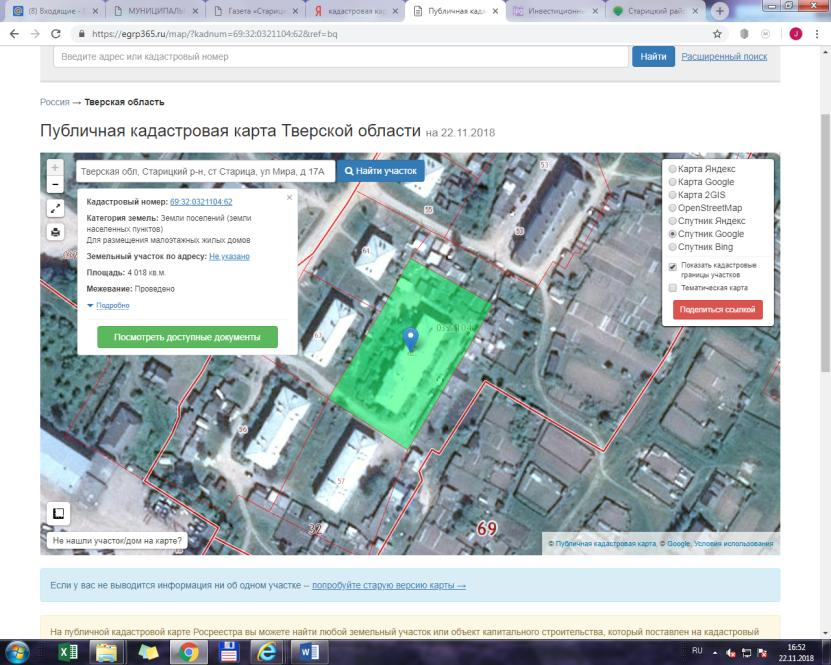 (8) Входящие -
МУНИЦИПАЛЬН
Газета «Стариц
кадастровая кар
Публичная када
Инвестиционн
Старицкий райо
https://egrp365.ru/map/?kadnum=69:32:0321104:62&ref=bq
Введите адрес или кадастровый номер
Найти
Расширенный поиск
Россия → Тверская область
Публичная кадастровая карта Тверской области на 22.11.2018
Тверская обл, Старицкий р-н, ст Старица, ул Мира, д 17А
Найти участок
Кадастровый номер: 69:32:0321104:62
Категория земель: Земли поселений (земли
населенных пунктов)
Для размещения малоэтажных жилых домов
Земельный участок по адресу: Не указано
Площадь: 4 018 кв.м.
Межевание: Проведено
Подробно
Посмотреть доступные документы
Карта Яндекс
Карта Google
Карта 2GIS
OpenStreetMap
Спутник Яндекс
Спутник Google
Спутник Bing
Показать кадастровые
границы участков
Тематическая карта
Поделиться ссылкой
53
55
61
63
56
57
32
69
Не нашли участок/дом на карте?
© Публичная кадастровая карта, © Google, Условия использования
Если у вас не выводится информация ни об одном участке – попробуйте старую версию карты →
На публичной кадастровой карте Росреестра вы можете найти любой земельный участок или объект капитального строительства, который поставлен на кадастровый
RU
16:52
22.11.2018